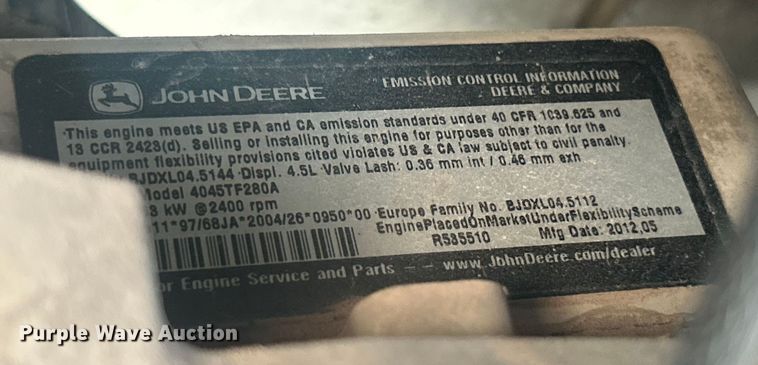 JOHN DEERE
EMISSION CONTROL INFORMATION
DEERE & COMPANY
This engine meets US EPA and CA emission standards under 40 CFR 1039.625 and
13 CCR 2423(d). Selling or installing this engine for purposes other than for the
equipment flexibility provisions cited violates US & CA law subject to civil penalty.
BJDXL04.5144 Displ. 4.5L Valve Lash: 0.36 mm int / 0.46 mm exh
Model 4045TF280A
3 kW @ 2400 rpm
11*97/68JA*2004/26*0950*00
Europe Family No. BJDXL04.5112
EnginePlacedOnMarketUnderFlexibilityScheme
R535510 Mfg Date: 2012,05
or Engine Service and Parts - - www.JohnDeere.com/dealer
Purple Wave Auction